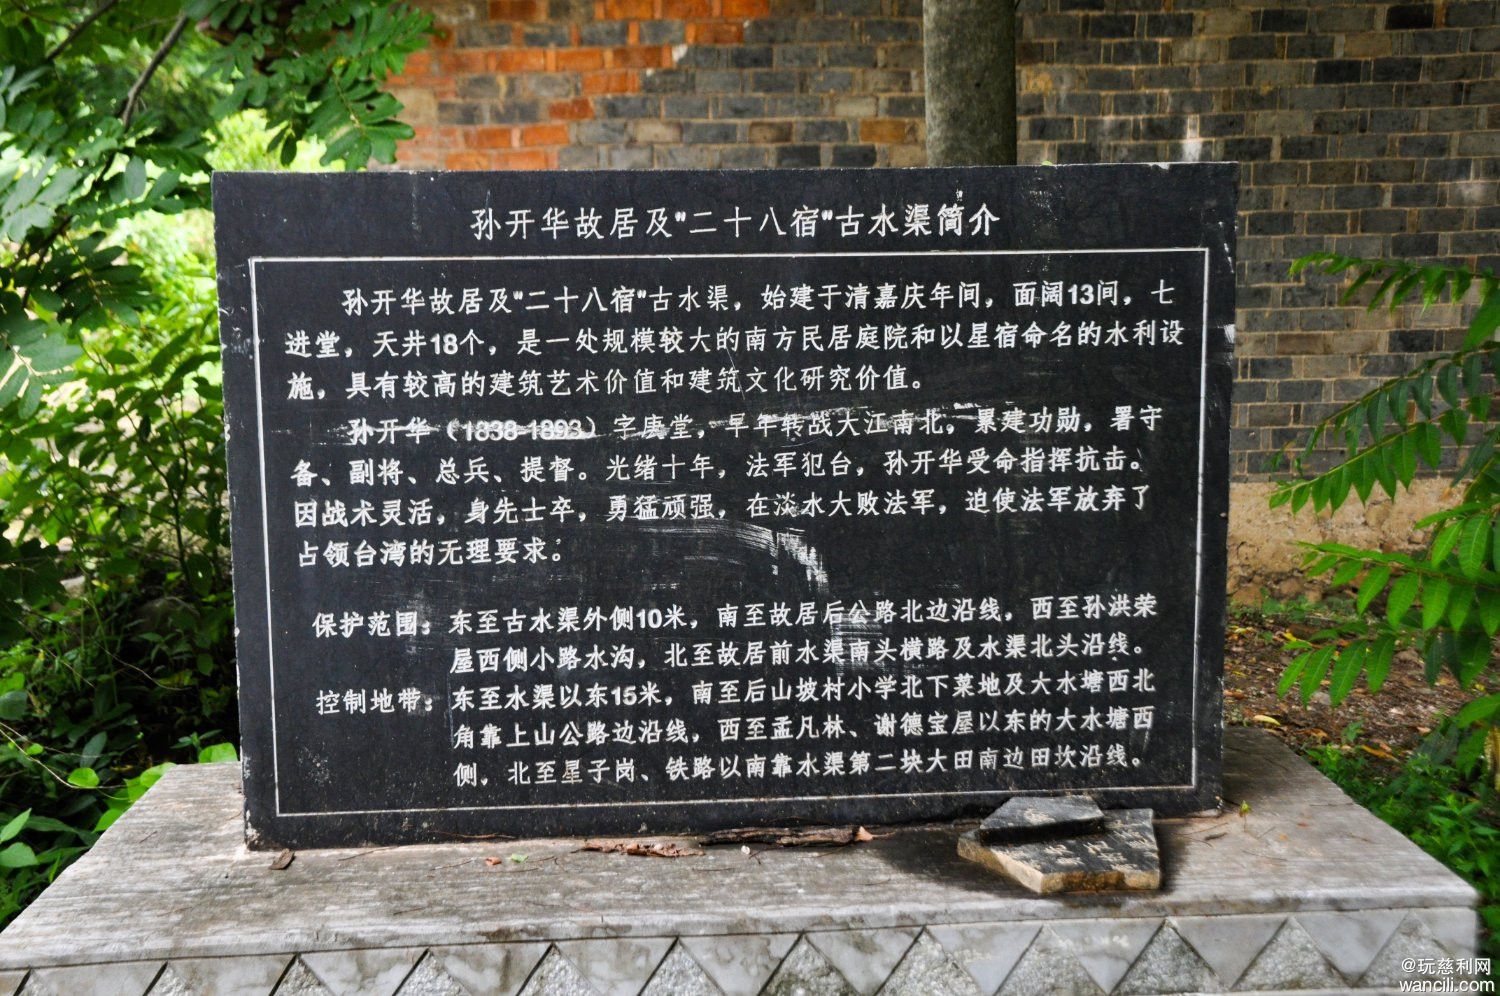 孙开华故居及"二十八宿"古水渠简介
孙开华故居及"二十八宿"古水渠，始建于清嘉庆年间，面阔13间，七
进堂，天井18个，是一处规模较大的南方民居庭院和以星宿命名的水利设
施，具有较高的建筑艺术价值和建筑文化研究价值。
孙开华（1838-1893）字庚堂，早年转战大江南北，累建功勋，署守
备、副将、总兵、提督。光绪十年，法军犯台，孙开华受命指挥抗击。
因战术灵活，身先士卒，勇猛顽强，在淡水大败法军，迫使法军放弃了
占领台湾的无理要求。
保护范围：东至古水渠外侧10米，南至故居后公路北边沿线，西至孙洪荣
屋西侧小路水沟，北至故居前水渠南头横路及水渠北头沿线。
控制地带：东至水渠以东15米，南至后山坡村小学北下菜地及大水塘西北
角靠上山公路边沿线，西至孟凡林、谢德宝屋以东的大水塘西
侧，北至星子岗、铁路以南靠水渠第二块大田南边田坎沿线。
@玩慈利网
wancili.com